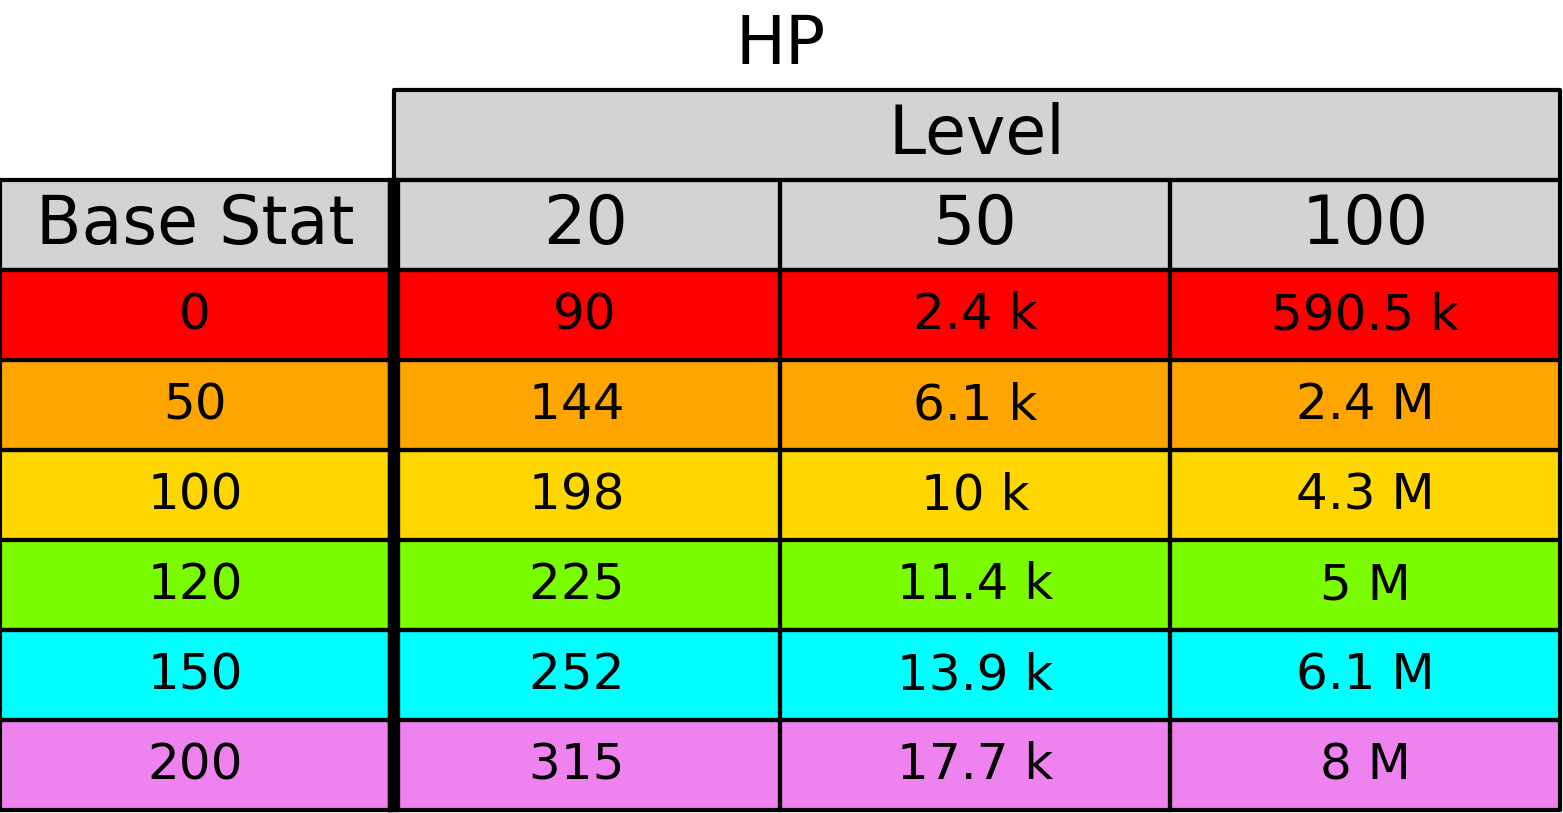 HP
Level
Base Stat 20 50 100
0 90 2.4 k 590.5 k
50 144 6.1 k 2.4 M
100 198 10 k 4.3 M
120 225 11.4 k 5 M
150 252 13.9 k 6.1 M
200 315 17.7 k 8 M